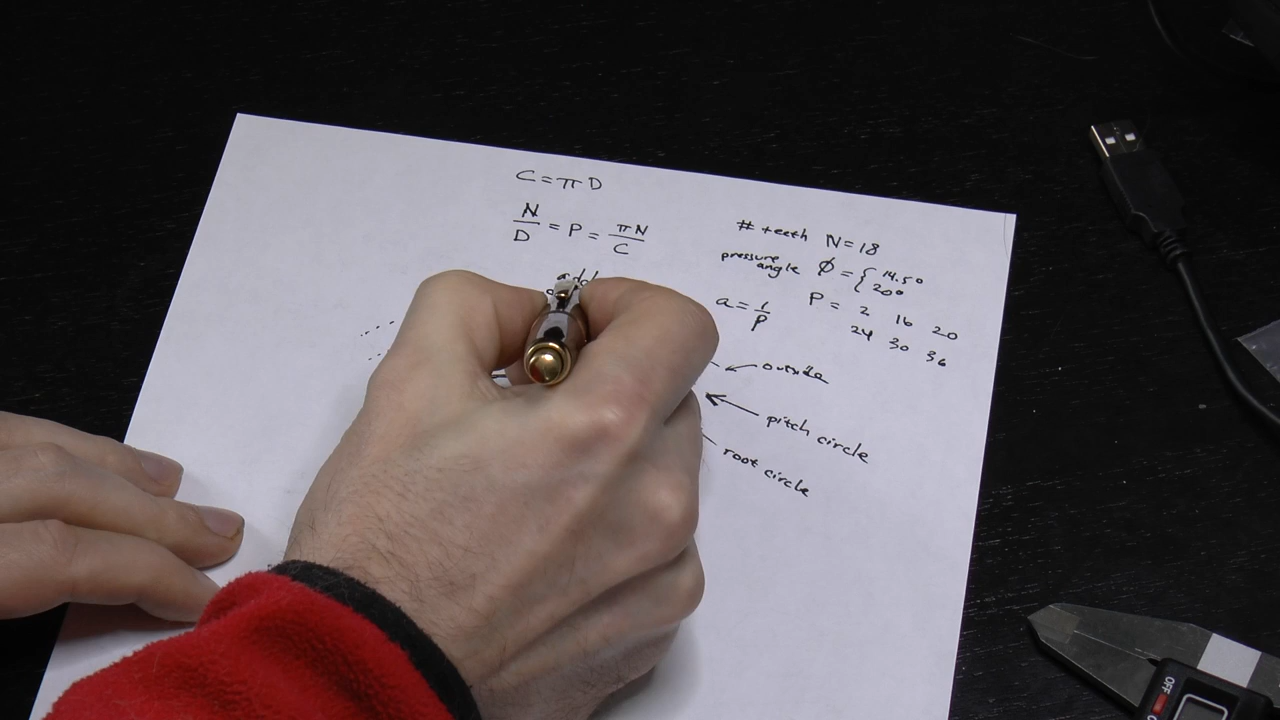 C = π D
N/D = P = πN/C
# teeth N = 18
pressure angle φ = { 14.5° 20°
a = 1/P
P = 2 16 20
24 30 36
outside
pitch circle
root circle
OFF